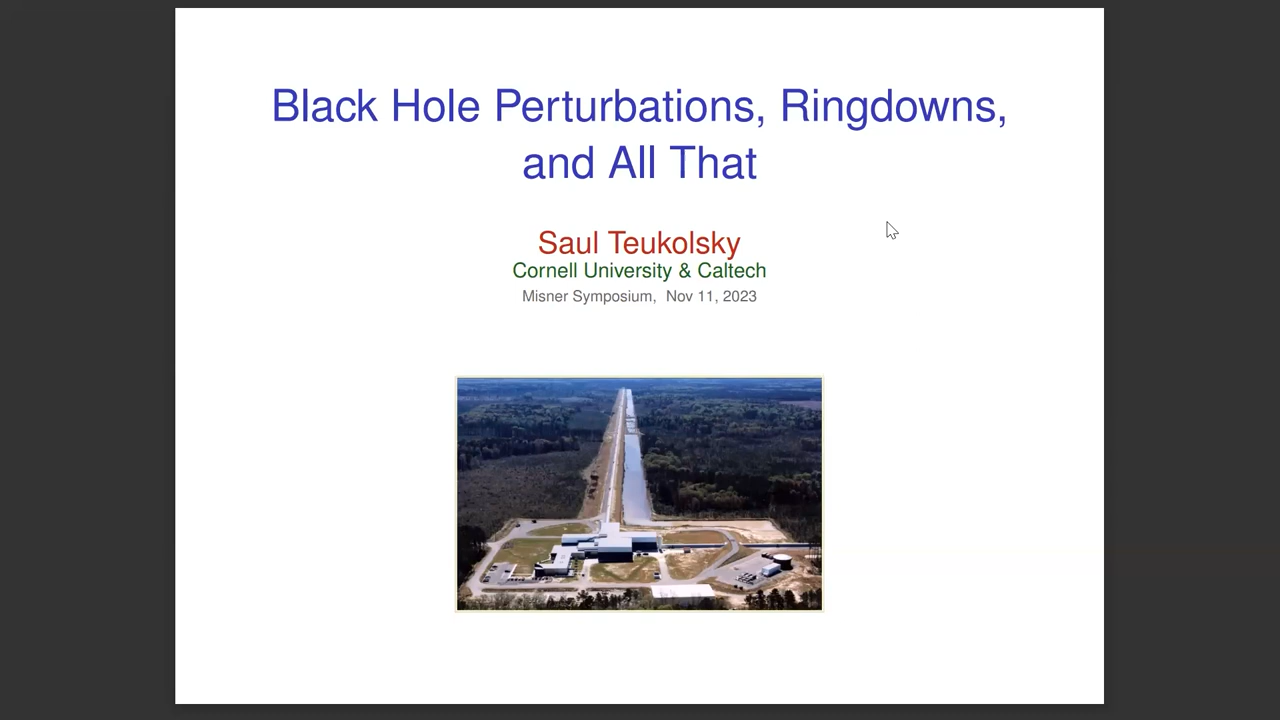 Black Hole Perturbations, Ringdowns,
and All That
Saul Teukolsky
Cornell University & Caltech
Misner Symposium, Nov 11, 2023